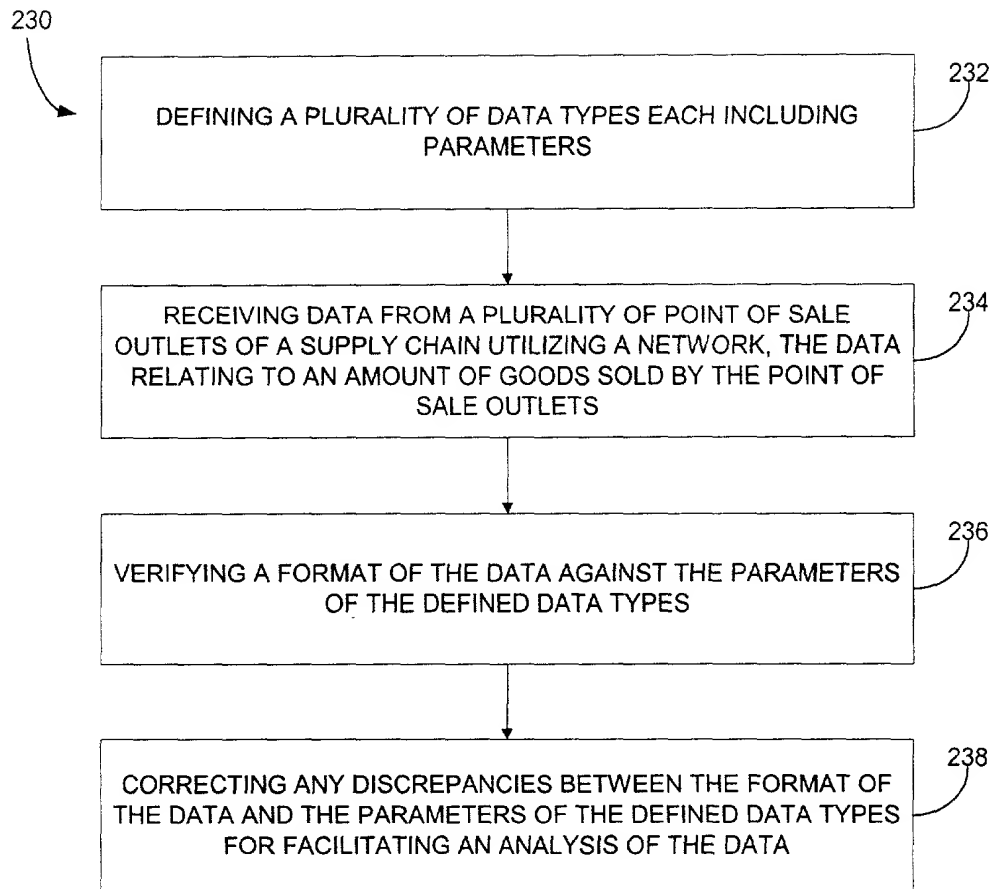 230
232
DEFINING A PLURALITY OF DATA TYPES EACH INCLUDING
PARAMETERS
234
RECEIVING DATA FROM A PLURALITY OF POINT OF SALE
OUTLETS OF A SUPPLY CHAIN UTILIZING A NETWORK, THE DATA
RELATING TO AN AMOUNT OF GOODS SOLD BY THE POINT OF
SALE OUTLETS
236
VERIFYING A FORMAT OF THE DATA AGAINST THE PARAMETERS
OF THE DEFINED DATA TYPES
238
CORRECTING ANY DISCREPANCIES BETWEEN THE FORMAT OF
THE DATA AND THE PARAMETERS OF THE DEFINED DATA TYPES
FOR FACILITATING AN ANALYSIS OF THE DATA